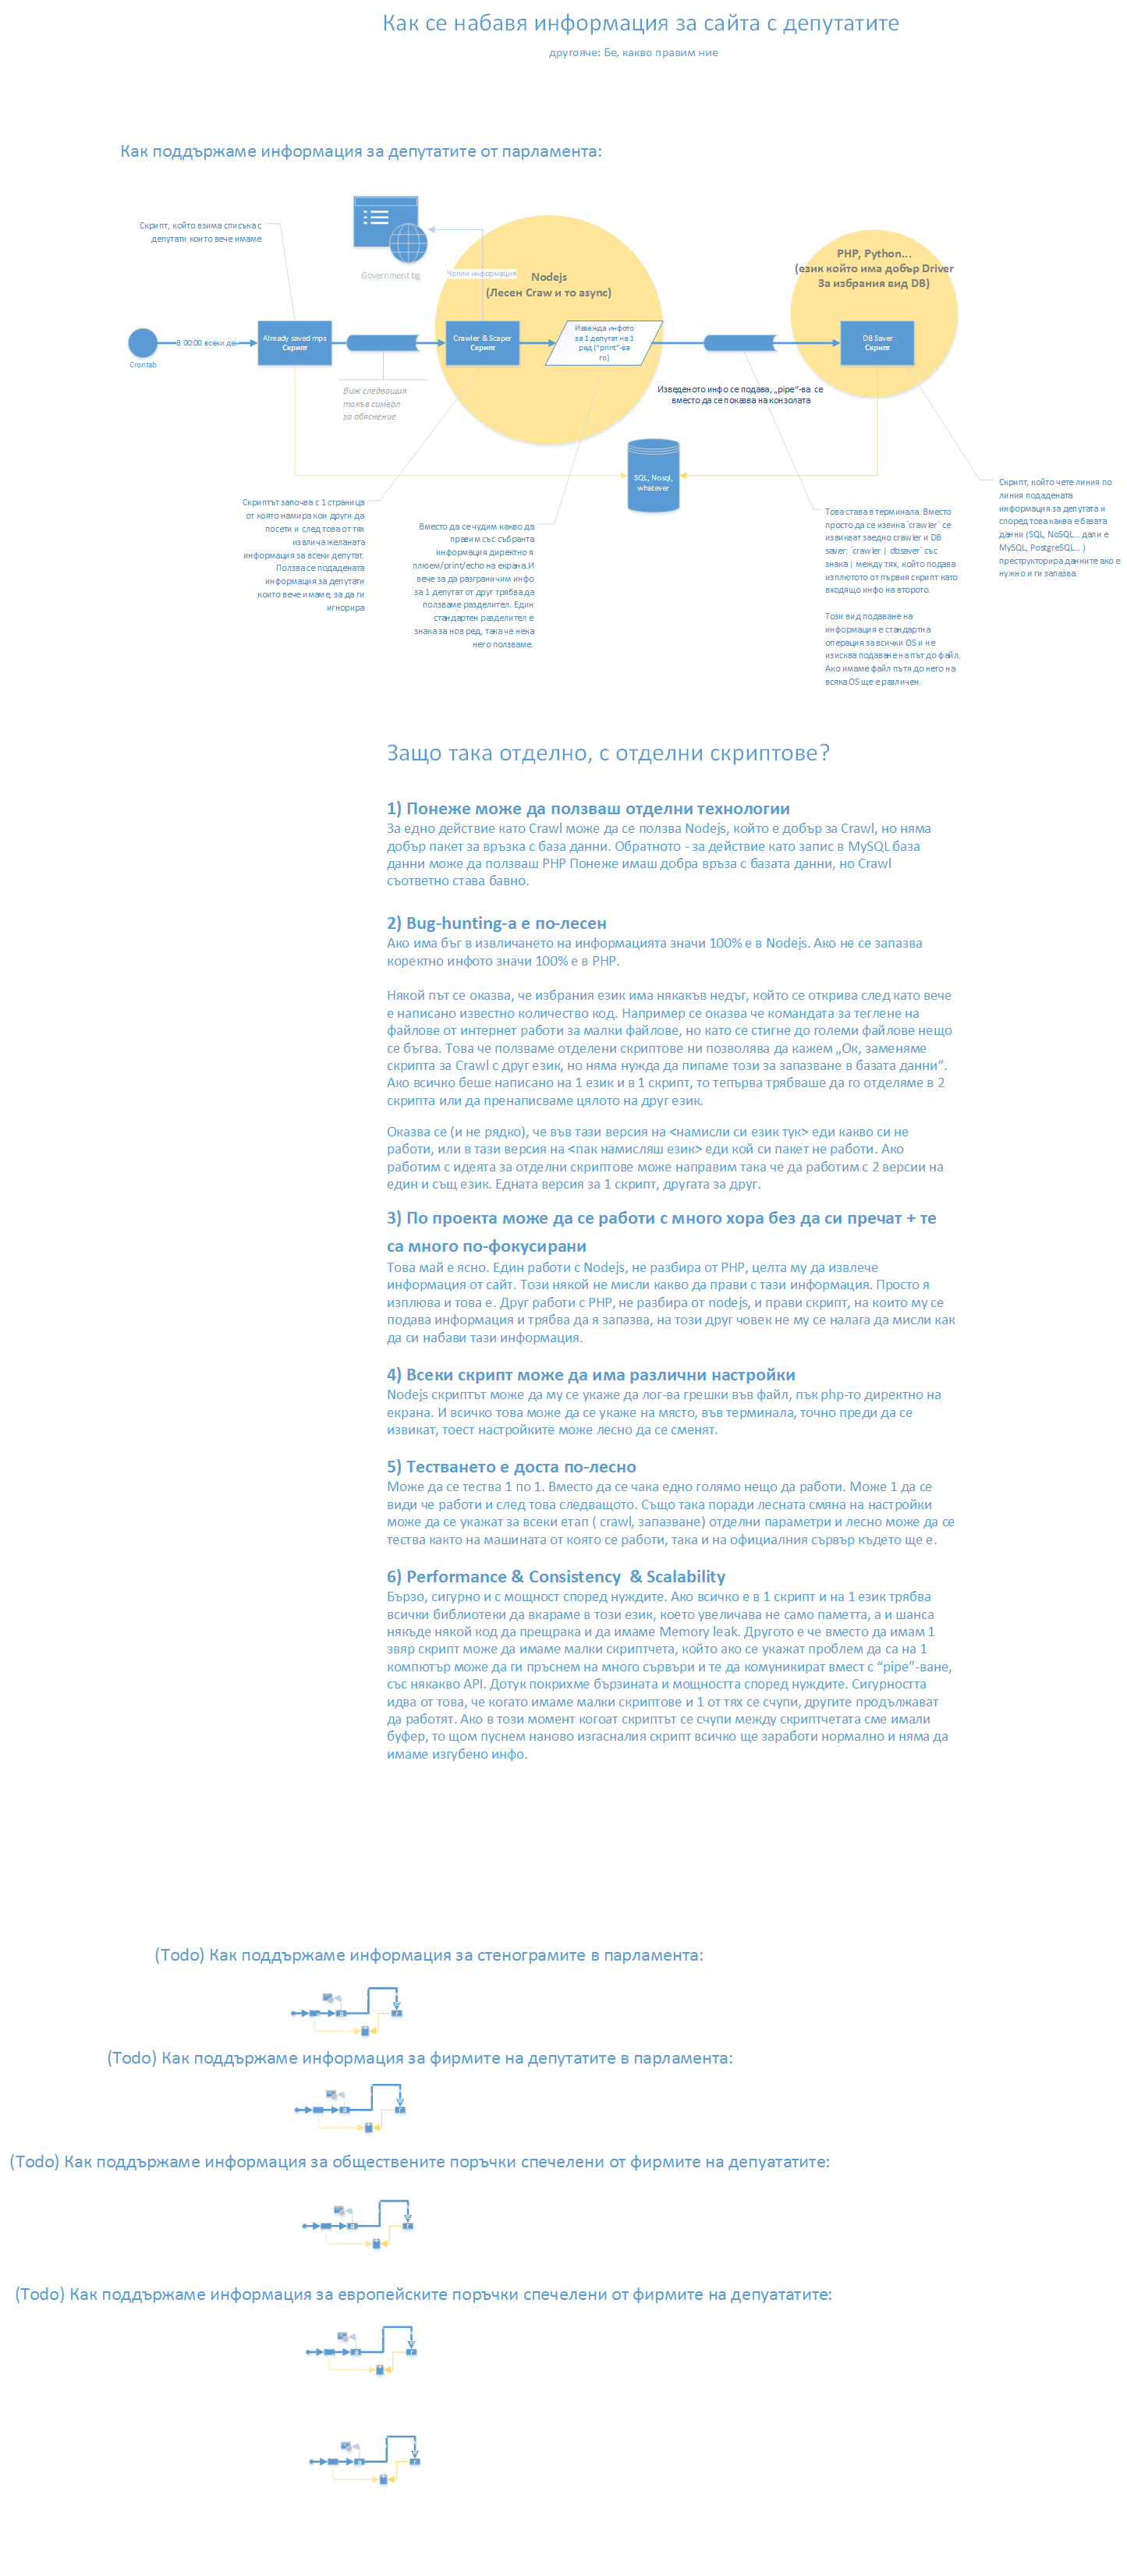 Как се набавя информация за сайта с депутатите
другояче: Бе, какво правим ние
Как поддържаме информация за депутатите от парламента:
Скрипт, който взима списъка с
депутати които вече имаме
Government.bg
Чопли информация
Nodejs
(Лесен Craw и то async)
PHP, Python...
(език който има добър Driver
За избрания вид DB)
Crontab
В 00:00 всеки ден
Already saved mps
Скрипт
Виж следващия
такъв символ
за обяснение
Crawler & Scaper
Скрипт
Извежда инфото
за 1 депутат на 1
ред ("print"-ва
го)
Изведеното инфо се подава, „pipe“-ва се
вместо да се показва на конзолата
DB Saver
Скрипт
SQL, Nosql,
whatever
Скриптът започва с 1 страница
от която намира кои други да
посети и след това от тях
извлича желаната
информация за всеки депутат.
Ползва се подадената
информация за депутати
които вече имаме, за да ги
игнорира
Вместо да се чудим какво да
правим със събраната
информация директно я
плюем/print/echo на екрана.И
вече за да разграничим инфо
за 1 депутат от друг трябва да
ползваме разделител. Един
стандартен разделител е
знака за нов ред, така че нека
него ползваме.
Това става в терминала. Вместо
просто да се извика `crawler` се
извикват заедно crawler и DB
saver: `crawler | dbsaver` със
знака | между тях, който подава
изплютото от първия скрипт като
входящо инфо на второто.
Този вид подаване на
информация е стандартна
операция за всички OS и не
изисква подаване на път до файл.
Ако имаме файл пътя до него на
всяка OS ще е различен.
Скрипт, който чете линия по
линия подадената
информация за депутата и
според това каква е базата
данни (SQL, NoSQL... дали е
MySQL, PostgreSQL... )
преструкторира данните ако е
нужно и ги запазва.
Защо така отделно, с отделни скриптове?
1) Понеже може да ползваш отделни технологии
За едно действие като Crawl може да се ползва Nodejs, който е добър за Crawl, но няма
добър пакет за връзка с база данни. Обратното - за действие като запис в MySQL база
данни може да ползваш PHP Понеже имаш добра връзка с базата данни, но Crawl
съответно става бавно.
2) Bug-hunting-а е по-лесен
Ако има бъг в извличането на информацията значи 100% е в Nodejs. Ако не се запазва
коректно инфото значи 100% е в PHP.
Някой път се оказва, че избрания език има някакъв недъг, който се открива след като вече
е написано известно количество код. Например се оказва че командата за теглене на
файлове от интернет работи за малки файлове, но като се стигне до големи файлове нещо
се бъгва. Това че ползваме отделени скриптове ни позволява да кажем „Ок, заменяме
скрипта за Crawl с друг език, но няма нужда да пипаме този за запазване в базата данни“.
Ако всичко беше написано на 1 език и в 1 скрипт, то тепърва трябваше да го отделяме в 2
скрипта или да пренаписваме цялото на друг език.
Оказва се (и не рядко), че във тази версия на <намисли си език тук> еди какво си не
работи, или в тази версия на <пак намисляш език> еди кой си пакет не работи. Ако
работим с идеята за отделни скриптове може направим така че да работим с 2 версии на
един и същ език. Едната версия за 1 скрипт, другата за друг.
3) По проекта може да се работи с много хора без да си пречат + те
са много по-фокусирани
Това май е ясно. Един работи с Nodejs, не разбира от PHP, целта му да извлече
информация от сайт. Този някой не мисли какво да прави с тази информация. Просто я
изплюва и това е. Друг работи с PHP, не разбира от nodejs, и прави скрипт, на които му се
подава информация и трябва да я запазва, на този друг човек не му се налага да мисли как
да си набави тази информация.
4) Всеки скрипт може да има различни настройки
Nodejs скриптът може да му се укаже да лог-ва грешки във файл, пък php-то директно на
екрана. И всичко това може да се укаже на място, във терминала, точно преди да се
извикат, тоест настройките може лесно да се сменят.
5) Тестването е доста по-лесно
Може да се тества 1 по 1. Вместо да се чака едно голямо нещо да работи. Може 1 да се
види че работи и след това следващото. Също така поради лесната смяна на настройки
може да се укажат за всеки етап ( crawl, запазване) отделни параметри и лесно може да се
тества както на машината от която се работи, така и на официалния сървър където ще е.
6) Performance & Consistency & Scalability
Бързо, сигурно и с мощност според нуждите. Ако всичко е в 1 скрипт и на 1 език трябва
всички библиотеки да вкараме в този език, което увеличава не само паметта, а и шанса
някъде някой код да прещрака и да имаме Memory leak. Другото е че вместо да имам 1
звяр скрипт може да имаме малки скриптчета, който ако се укажат проблем да са на 1
компютър може да ги пръснем на много сървъри и те да комуникират вмест с “pipe”-ване,
със някакво API. Дотук покрихме бързината и мощността според нуждите. Сигурността
идва от това, че когато имаме малки скриптове и 1 от тях се счупи, другите продължават
да работят. Ако в този момент когоат скриптът се счупи между скриптчетата сме имали
буфер, то щом пуснем наново изгасналия скрипт всичко ще заработи нормално и няма да
имаме изгубено инфо.
(Todo) Как поддържаме информация за стенограмите в парламента:
(Todo) Как поддържаме информация за фирмите на депутатите в парламента:
(Todo) Как поддържаме информация за обществените поръчки спечелени от фирмите на депуататите:
(Todo) Как поддържаме информация за европейските поръчки спечелени от фирмите на депуататите: